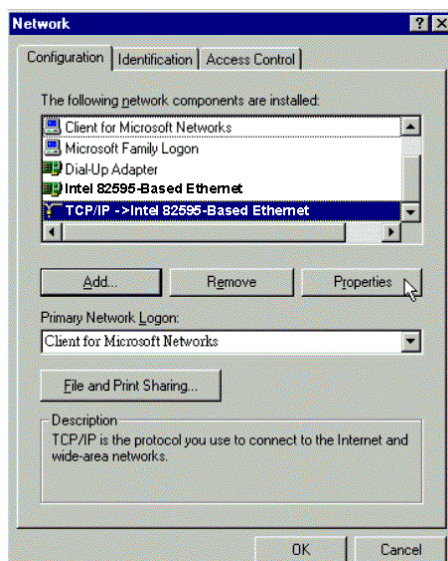 Network
Configuration Identification Access Control
The following network components are installed:
Client for Microsoft Networks
Microsoft Family Logon
Dial-Up Adapter
Intel 82595-Based Ethernet
TCP/IP ->Intel 82595-Based Ethernet
Add... Remove Properties
Primary Network Logon:
Client for Microsoft Networks
File and Print Sharing...
Description
TCP/IP is the protocol you use to connect to the Internet and
wide-area networks.
OK Cancel